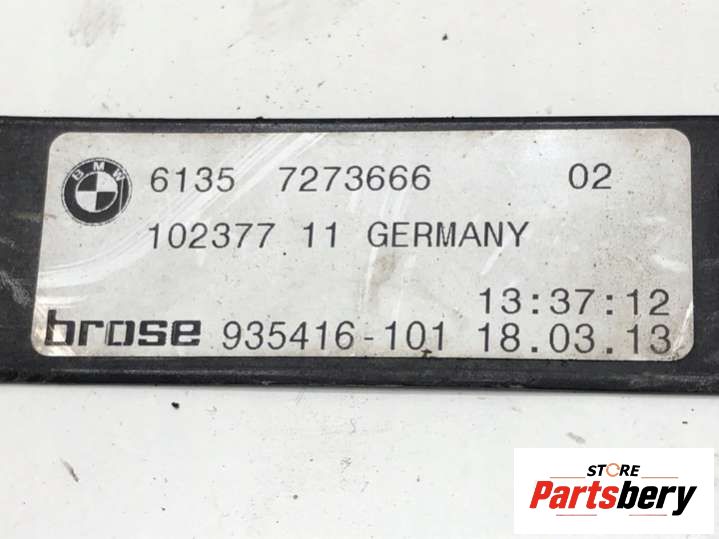 BMW
6135 7273666 02
102377 11 GERMANY
13:37:12
brose 935416-101 18.03.13
STORE
Partsbery